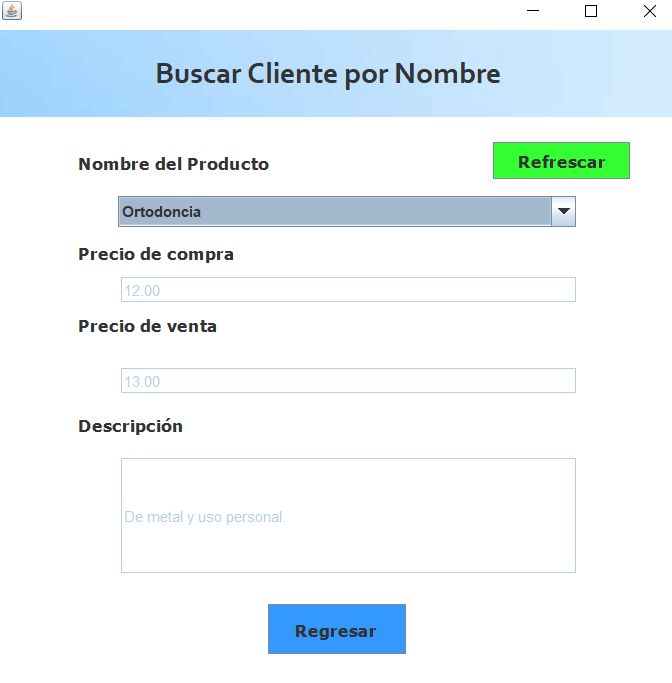 Buscar Cliente por Nombre
Nombre del Producto
Refrescar
Ortodoncia
Precio de compra
12.00
Precio de venta
13.00
Descripción
De metal y uso personal.
Regresar